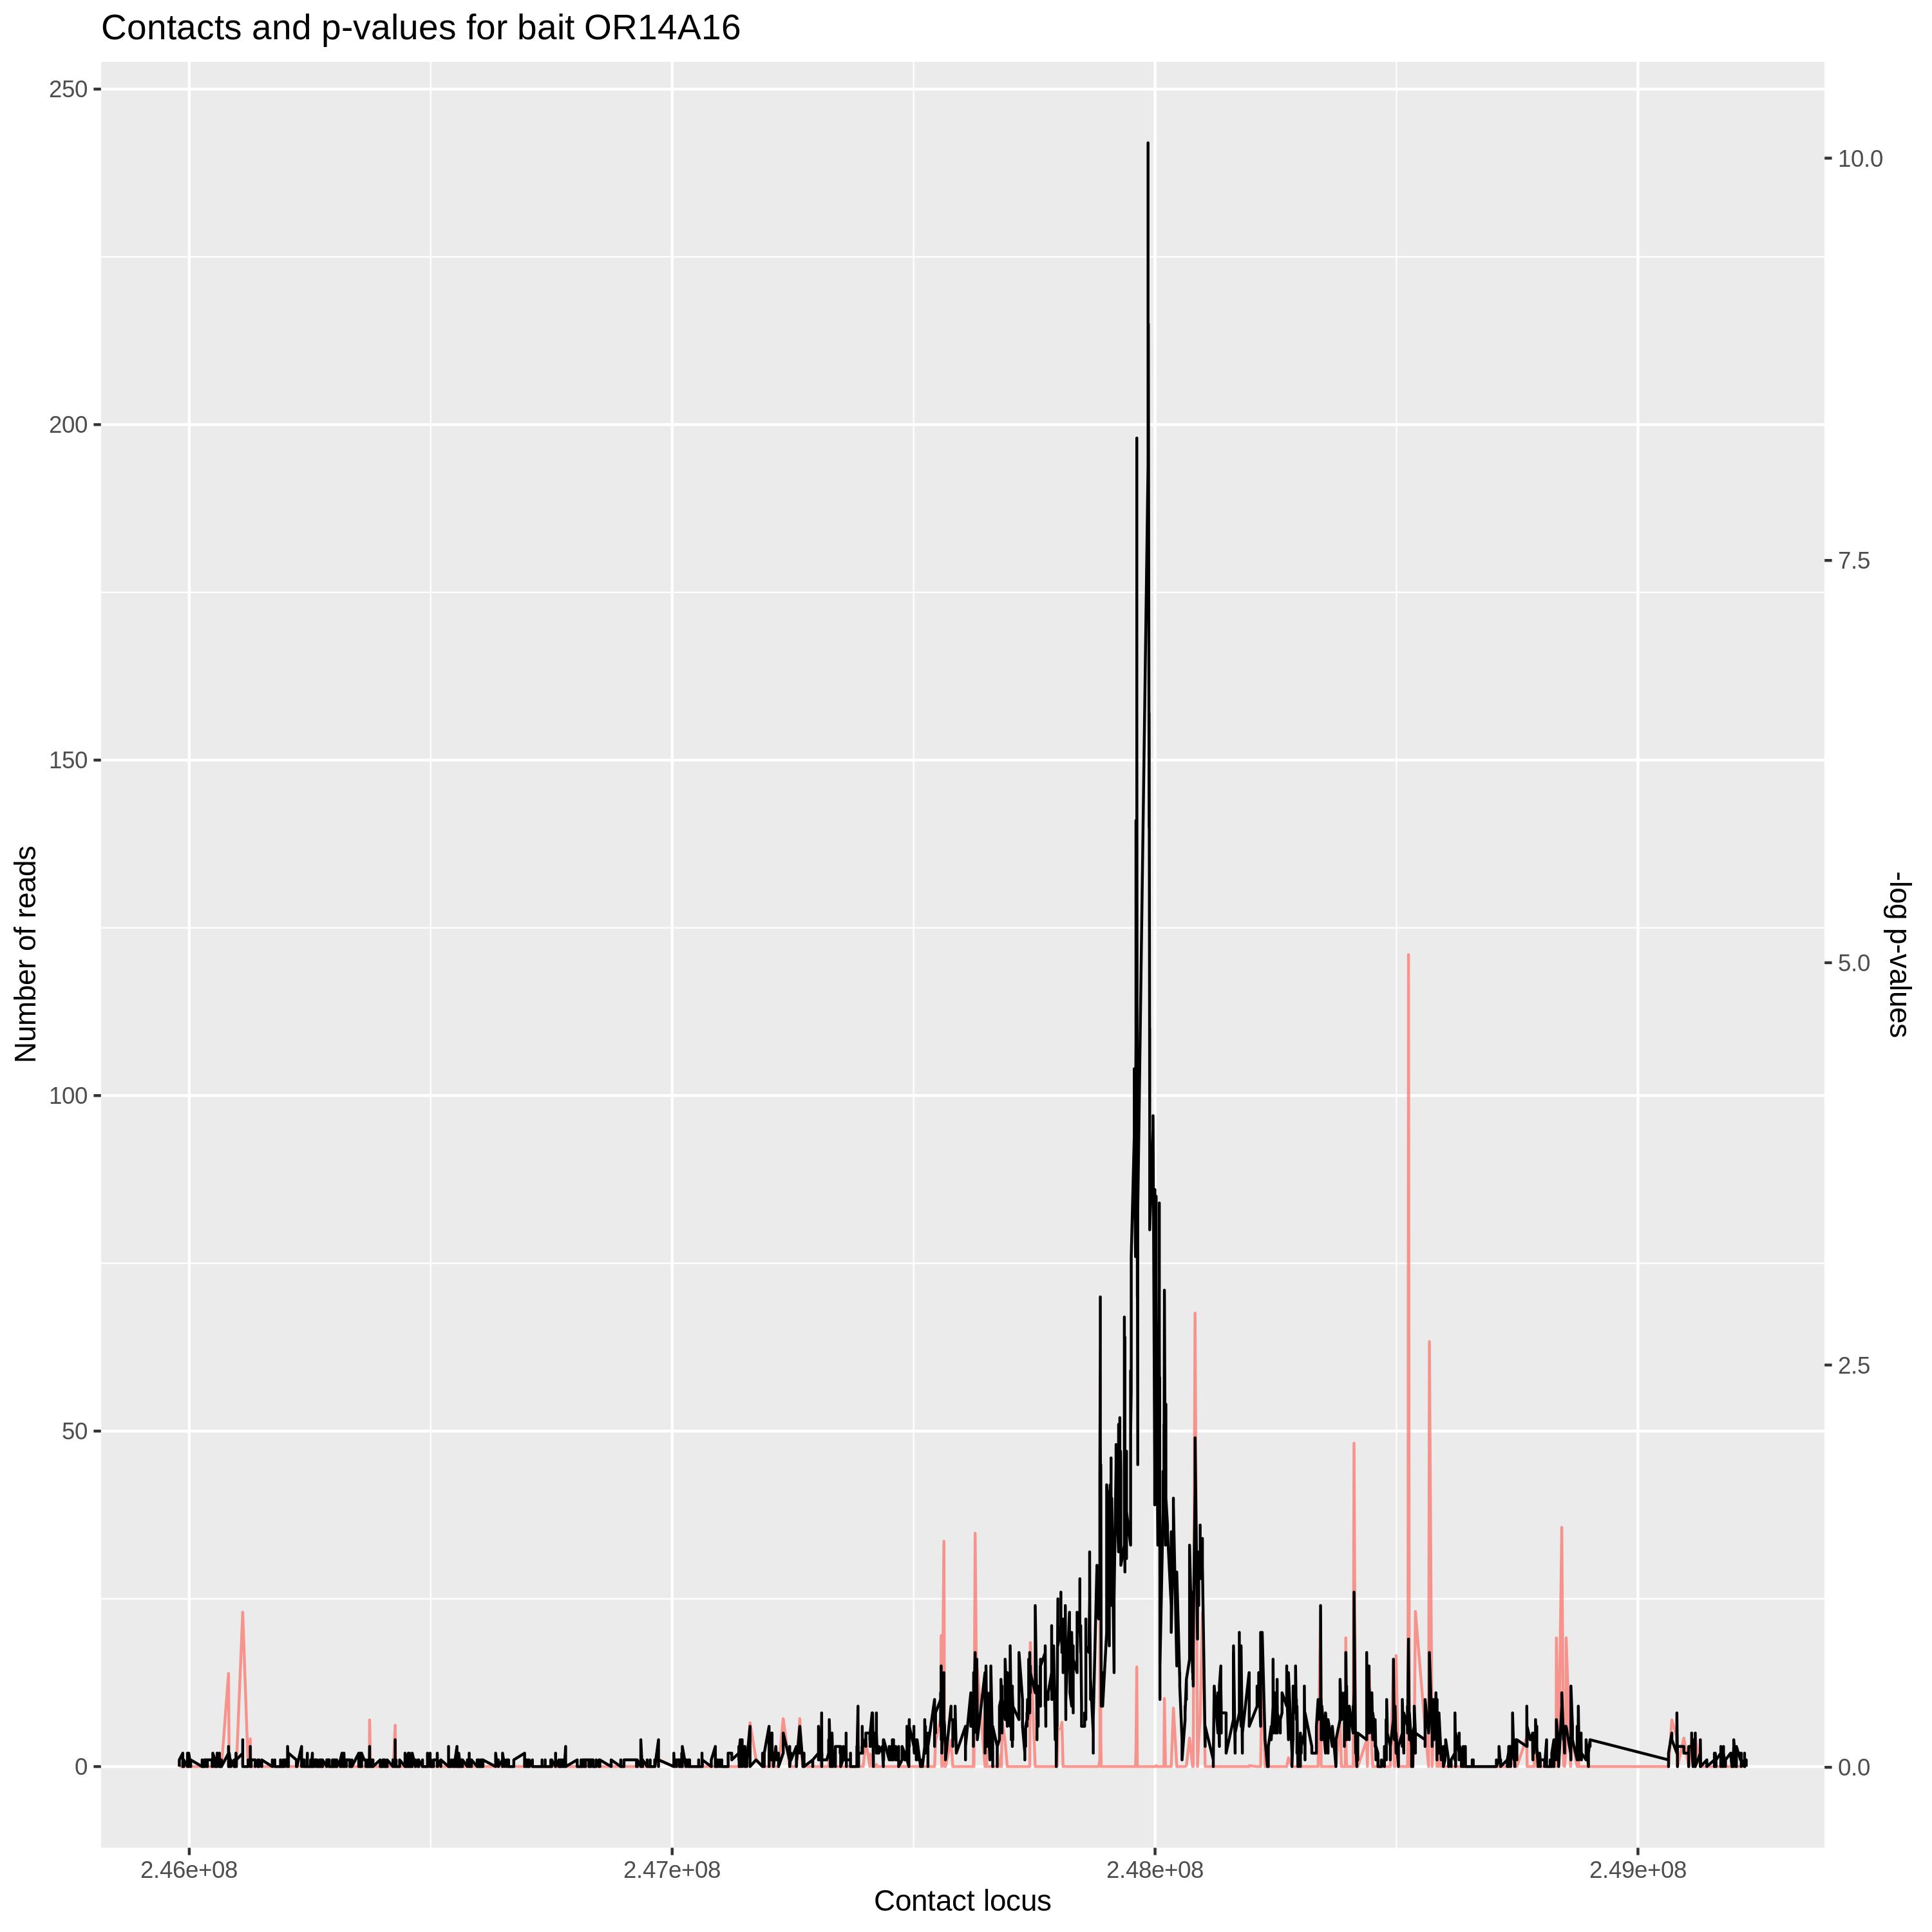 Contacts and p-values for bait OR14A16
250
200
150
100
50
0
Number of reads
10.0
7.5
5.0
2.5
0.0
-log p-values
2.46e+08
2.47e+08
2.48e+08
2.49e+08
Contact locus